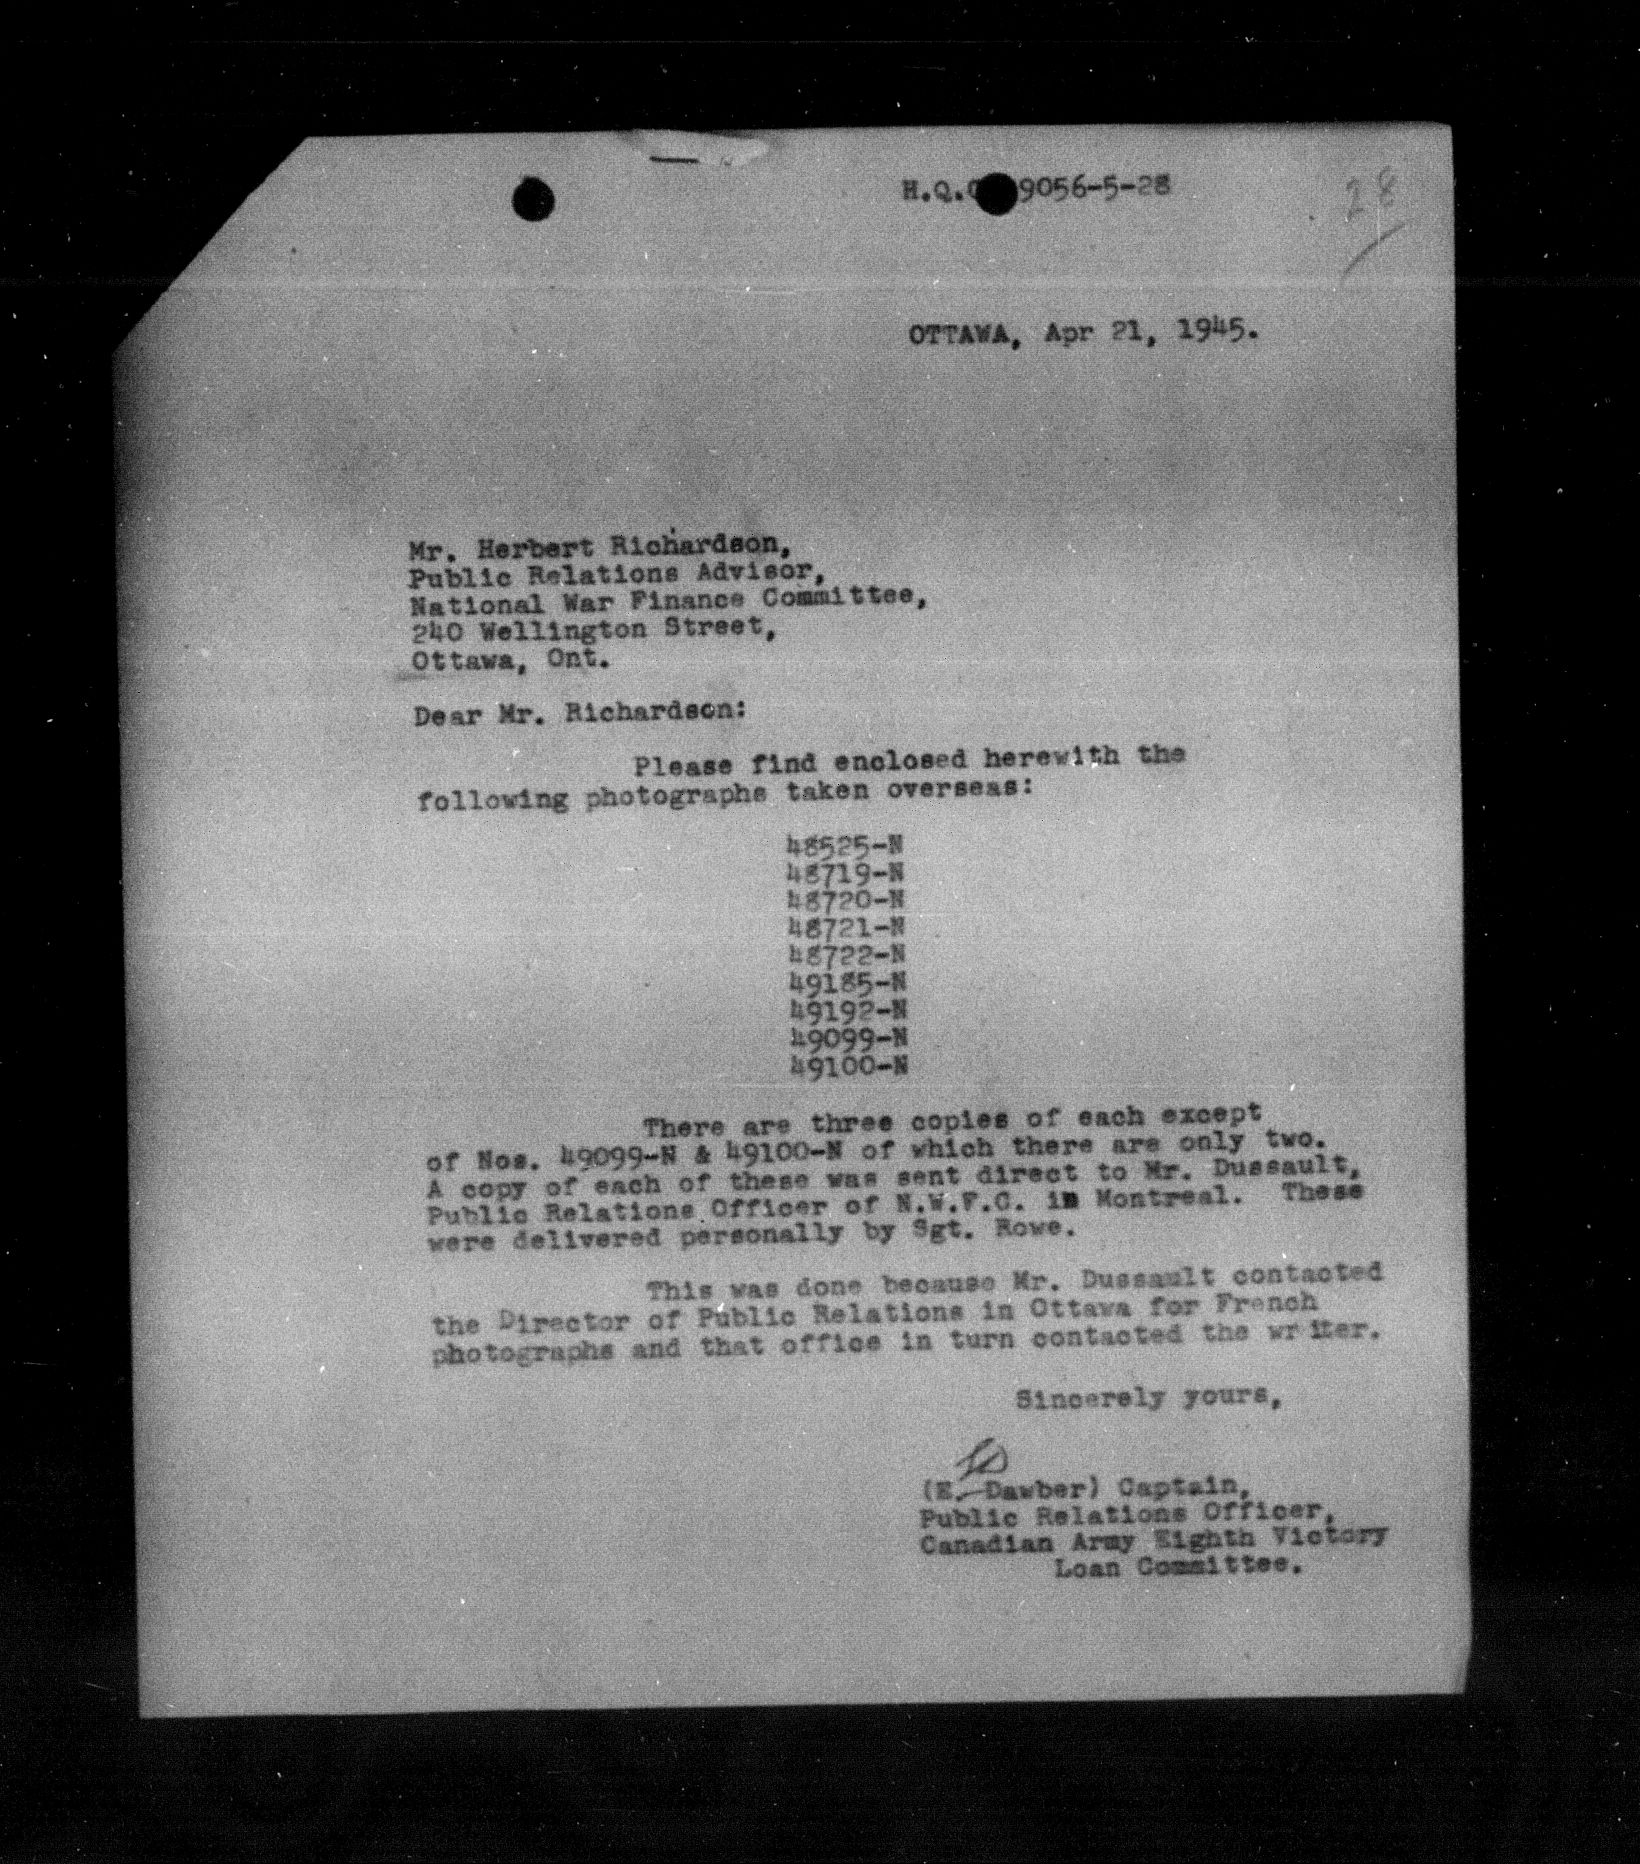 H.Q. 9056-5-28
28
OTTAWA, Apr 21, 1945.
Mr. Herbert Richardson,
Public Relations Advisor,
National War Finance Committee,
240 Wellington Street,
Ottawa, Ont.
Dear Mr. Richardson:
Please find enclosed herewith the
following photographs taken overseas:
48525-N
48719-N
48720-N
48721-N
48722-N
49185-N
49192-N
49099-N
49100-N
There are three copies of each except
of Nos. 49099-N & 49100-N of which there are only two.
A copy of each of these was sent direct to Mr. Dussault,
Public Relations Officer of N.W.F.C. in Montreal. These
were delivered personally by Sgt. Rowe.
This was done because Mr. Dussault contacted
the Director of Public Relations in Ottawa for French
photographs and that office in turn contacted the writer.
Sincerely yours,
(E. Dawber) Captain,
Public Relations Officer,
Canadian Army Eighth Victory
Loan Committee.